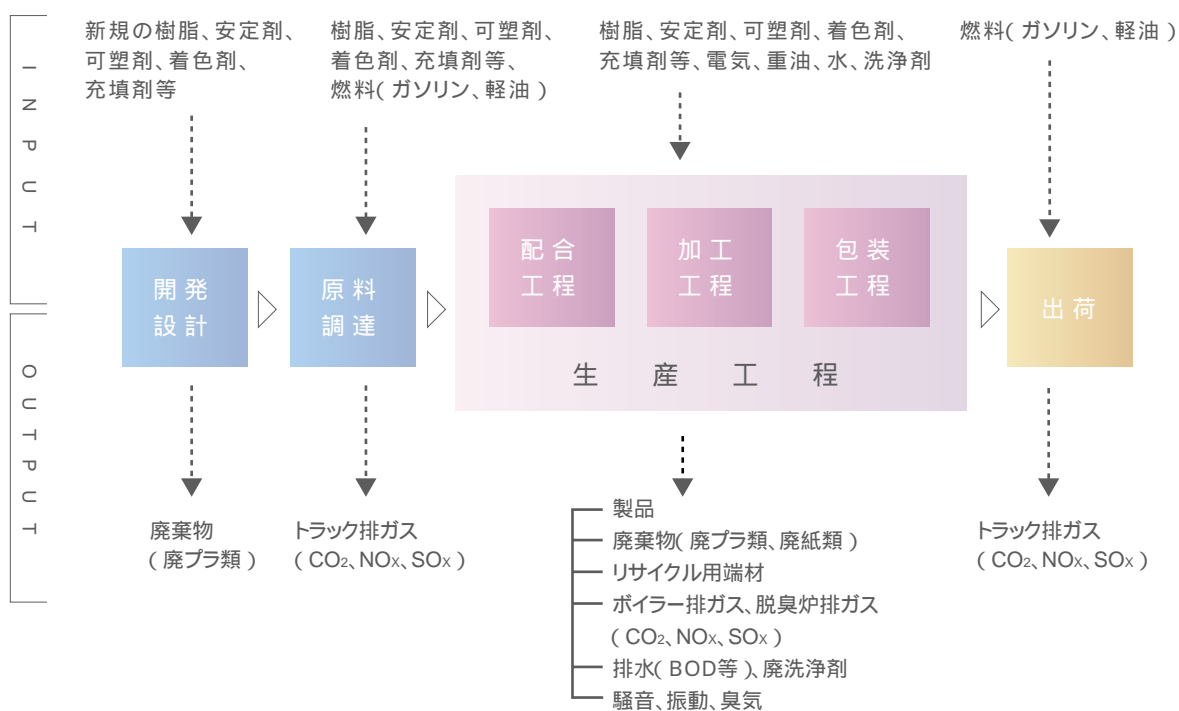 INPUT
新規の樹脂、安定剤、
可塑剤、着色剤、
充填剤等
樹脂、安定剤、可塑剤、
着色剤、充填剤等、
燃料(ガソリン、軽油)
樹脂、安定剤、可塑剤、着色剤、
充填剤等、電気、重油、水、洗浄剤
燃料(ガソリン、軽油)
開発
設計
原料
調達
配合
工程
加工
工程
包装
工程
生産工程
出荷
OUTPUT
廃棄物
(廃プラ類)
トラック排ガス
(CO₂、NOx、SOx)
製品
廃棄物(廃プラ類、廃紙類)
リサイクル用端材
ボイラー排ガス、脱臭炉排ガス
(CO₂、NOx、SOx)
排水(BOD等)、廃洗浄剤
騒音、振動、臭気
トラック排ガス
(CO₂、NOx、SOx)